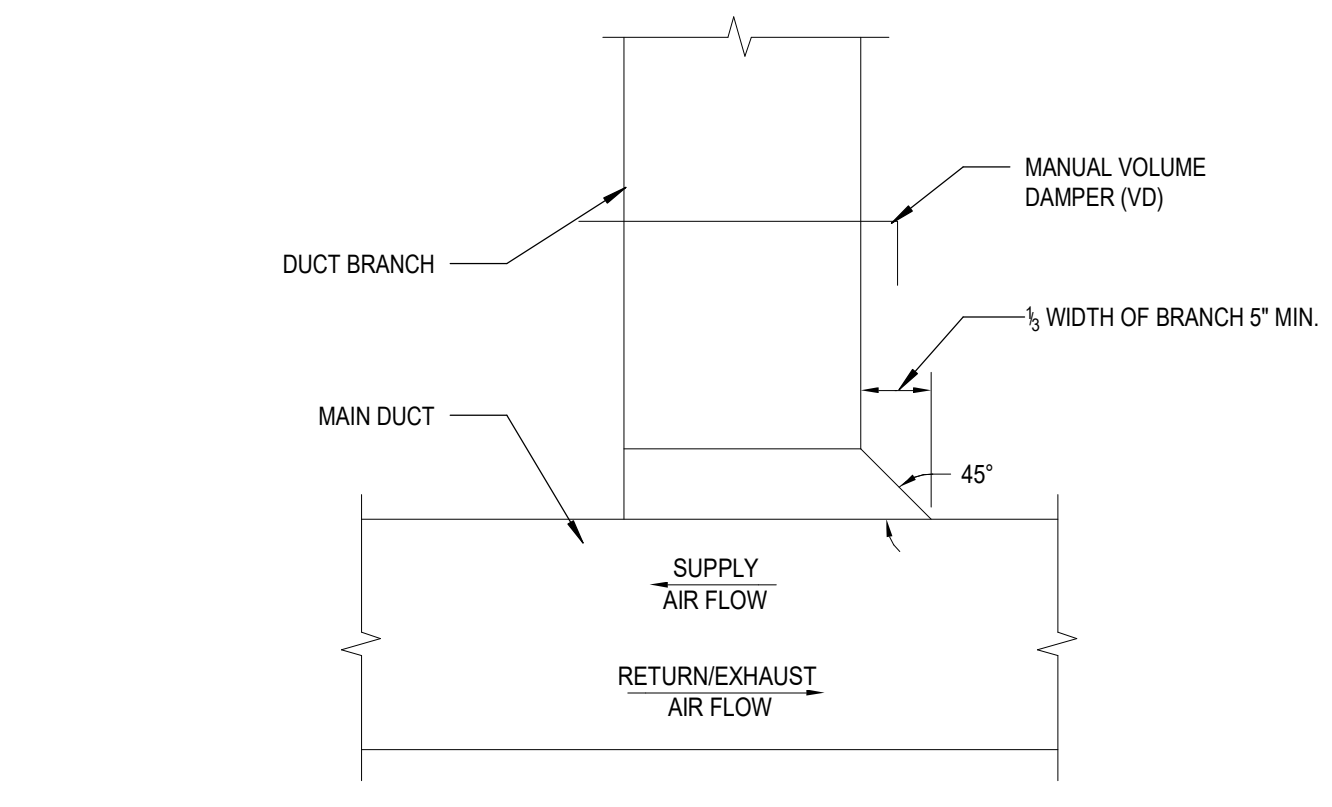 MANUAL VOLUME
DAMPER (VD)
DUCT BRANCH
⅓ WIDTH OF BRANCH 5" MIN.
MAIN DUCT
45°
SUPPLY
AIR FLOW
RETURN/EXHAUST
AIR FLOW